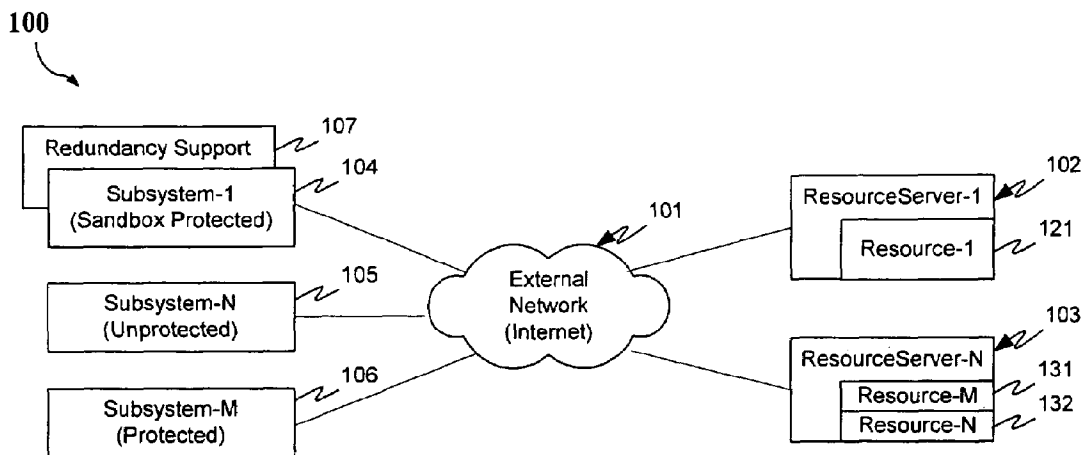 100
Redundancy Support
107
Subsystem-1
(Sandbox Protected)
104
Subsystem-N
(Unprotected)
105
Subsystem-M
(Protected)
106
External
Network
(Internet)
101
ResourceServer-1
102
Resource-1
121
ResourceServer-N
103
Resource-M
131
Resource-N
132